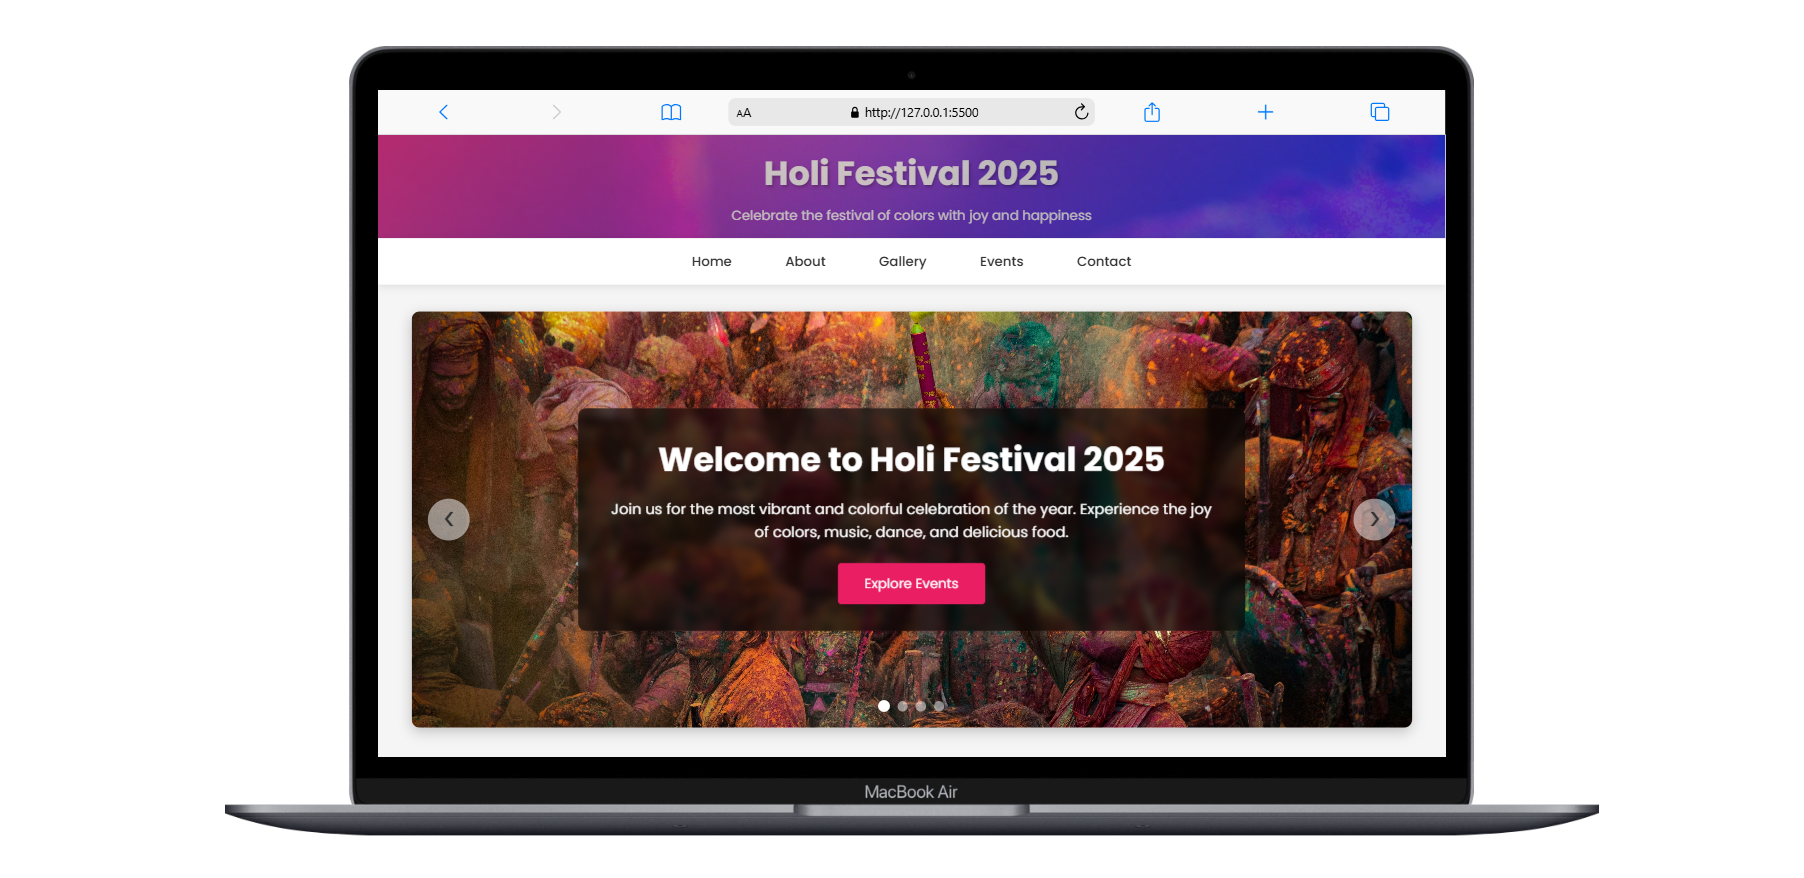 AA http://127.0.0.1:5500
Holi Festival 2025
Celebrate the festival of colors with joy and happiness
Home About Gallery Events Contact
Welcome to Holi Festival 2025
Join us for the most vibrant and colorful celebration of the year. Experience the joy
of colors, music, dance, and delicious food.
Explore Events
MacBook Air